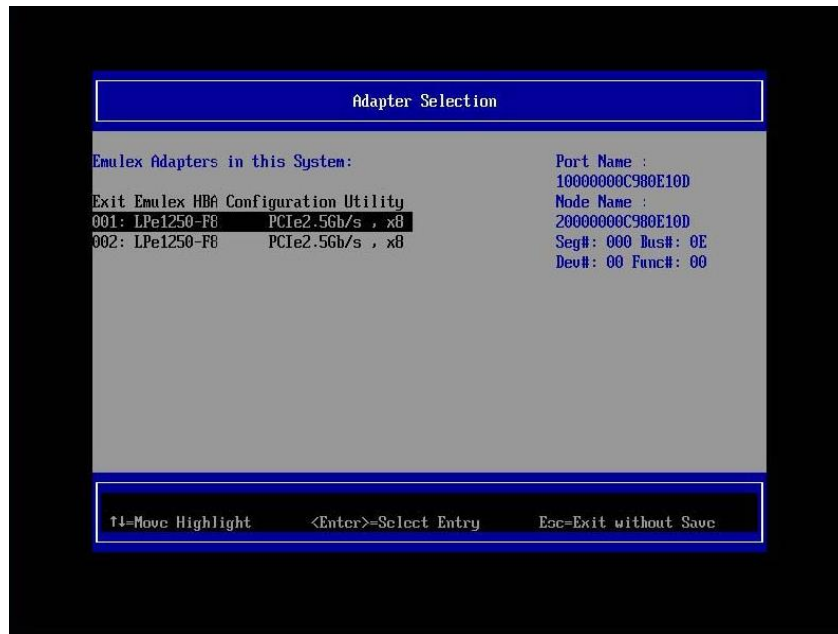 Adapter Selection
Emulex Adapters in this System:
Exit Emulex HBA Configuration Utility
001: LPe1250-F8 PCIe2.5Gb/s , x8
002: LPe1250-F8 PCIe2.5Gb/s , x8
Port Name :
10000000C980E10D
Node Name :
20000000C980E10D
Seg#: 000 Bus#: 0E
Dev#: 00 Func#: 00
↑↓=Move Highlight <Enter>=Select Entry Esc=Exit without Save